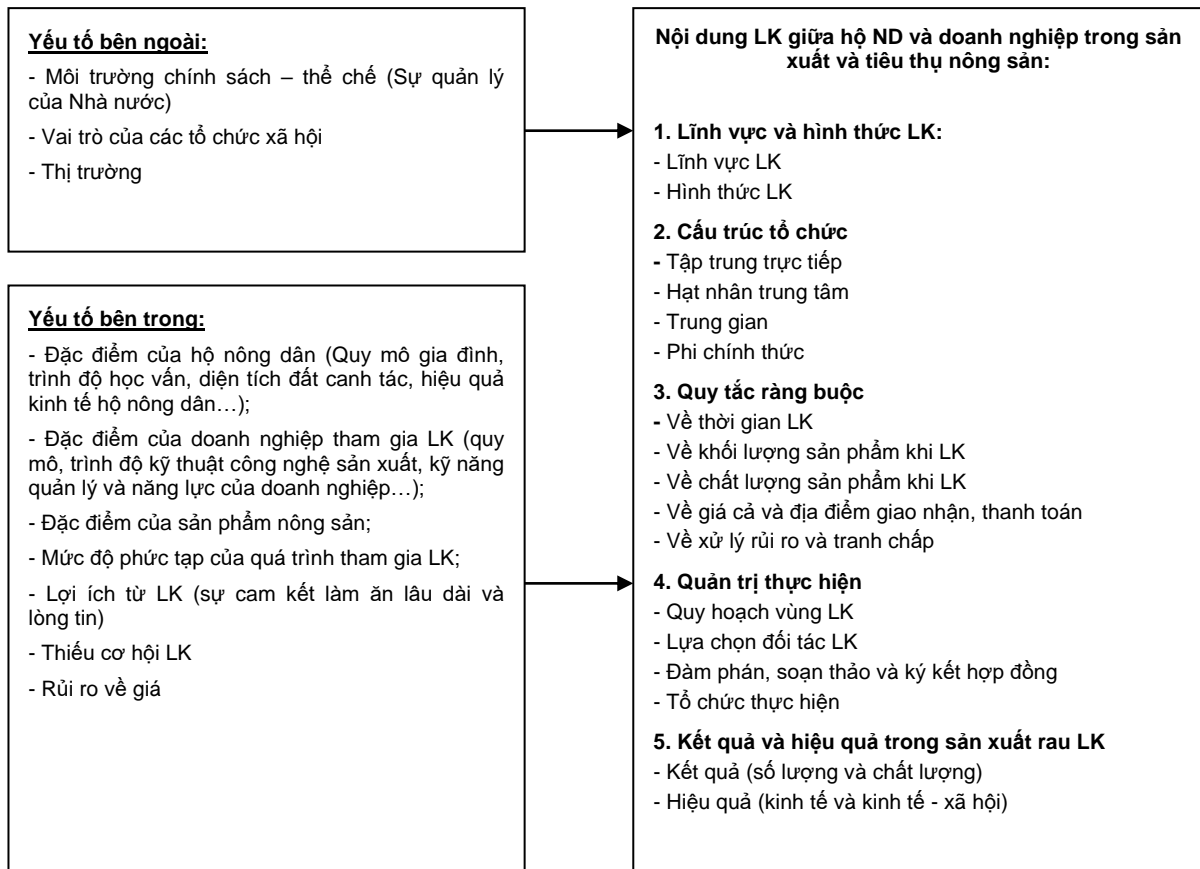 Yếu tố bên ngoài:
- Môi trường chính sách – thể chế (Sự quản lý
của Nhà nước)
- Vai trò của các tổ chức xã hội
- Thị trường
Yếu tố bên trong:
- Đặc điểm của hộ nông dân (Quy mô gia đình,
trình độ học vấn, diện tích đất canh tác, hiệu quả
kinh tế hộ nông dân…);
- Đặc điểm của doanh nghiệp tham gia LK (quy
mô, trình độ kỹ thuật công nghệ sản xuất, kỹ năng
quản lý và năng lực của doanh nghiệp…);
- Đặc điểm của sản phẩm nông sản;
- Mức độ phức tạp của quá trình tham gia LK;
- Lợi ích từ LK (sự cam kết làm ăn lâu dài và
lòng tin)
- Thiếu cơ hội LK
- Rủi ro về giá
Nội dung LK giữa hộ ND và doanh nghiệp trong sản
xuất và tiêu thụ nông sản:
1. Lĩnh vực và hình thức LK:
- Lĩnh vực LK
- Hình thức LK
2. Cấu trúc tổ chức
- Tập trung trực tiếp
- Hạt nhân trung tâm
- Trung gian
- Phi chính thức
3. Quy tắc ràng buộc
- Về thời gian LK
- Về khối lượng sản phẩm khi LK
- Về chất lượng sản phẩm khi LK
- Về giá cả và địa điểm giao nhận, thanh toán
- Về xử lý rủi ro và tranh chấp
4. Quản trị thực hiện
- Quy hoạch vùng LK
- Lựa chọn đối tác LK
- Đàm phán, soạn thảo và ký kết hợp đồng
- Tổ chức thực hiện
5. Kết quả và hiệu quả trong sản xuất rau LK
- Kết quả (số lượng và chất lượng)
- Hiệu quả (kinh tế và kinh tế - xã hội)